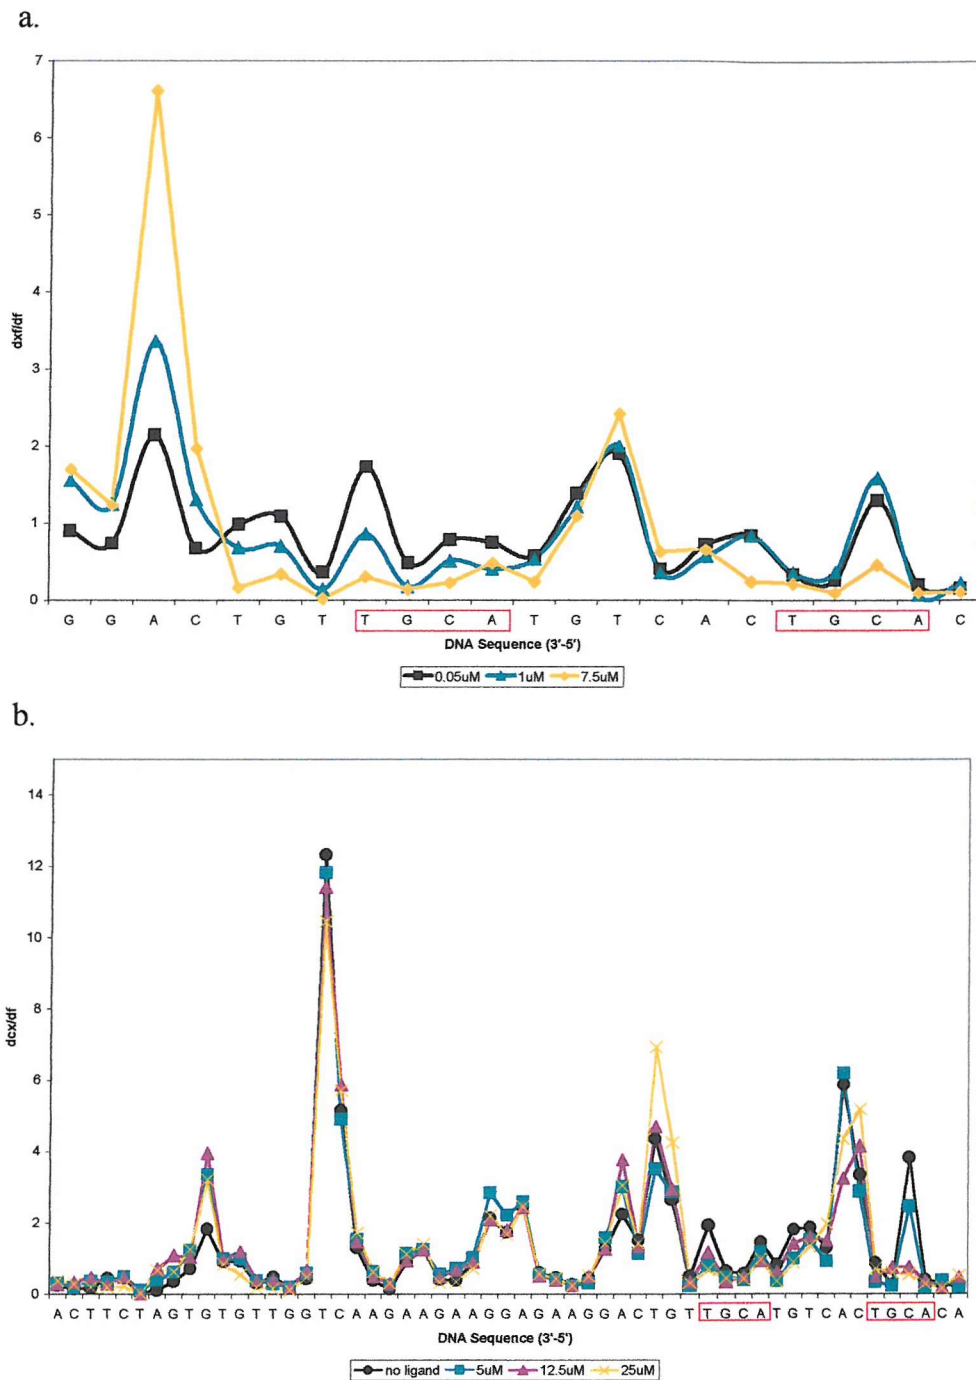 a.
7
6
5
4
3
2
1
0
dxf/df
G G A C T G T T G C A T G T C A C T G C A C
DNA Sequence (3'-5')
0.05uM 1uM 7.5uM
b.
14
12
10
8
6
4
2
0
dcx/df
A C T T C T A G T G T G T T G G T C A A G A A G A A G G A G A A G G A C T G T T G C A T G T C A C T G C A C A
DNA Sequence (3'-5')
no ligand 5uM 12.5uM 25uM